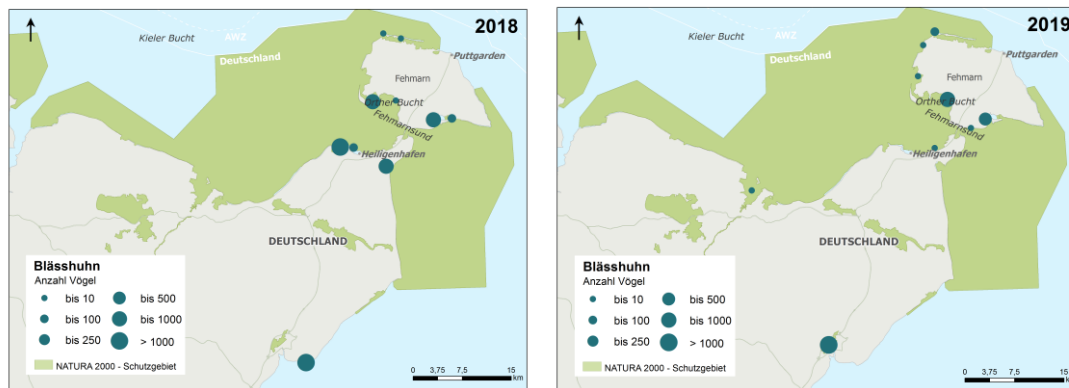 2018
Kieler Bucht
AWZ
Deutschland
Puttgarden
Fehmarn
Orther Bucht
Fehmarnsund
Heiligenhafen
DEUTSCHLAND
Blässhuhn
Anzahl Vögel
bis 10
bis 500
bis 100
bis 1000
bis 250
> 1000
NATURA 2000 - Schutzgebiet
0 3,75 7,5 15
km
2019
Kieler Bucht
AWZ
Deutschland
Puttgarden
Fehmarn
Orther Bucht
Fehmarnsund
Heiligenhafen
DEUTSCHLAND
Blässhuhn
Anzahl Vögel
bis 10
bis 500
bis 100
bis 1000
bis 250
> 1000
NATURA 2000 - Schutzgebiet
0 3,75 7,5 15
km